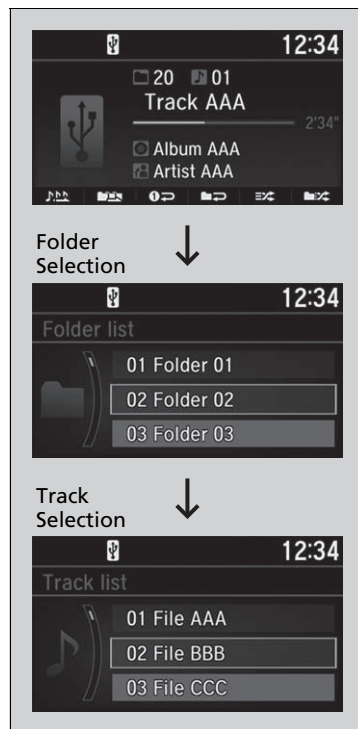 12:34
20 01
Track AAA
2'34"
Album AAA
Artist AAA
Folder
Selection
12:34
Folder list
01 Folder 01
02 Folder 02
03 Folder 03
Track
Selection
12:34
Track list
01 File AAA
02 File BBB
03 File CCC